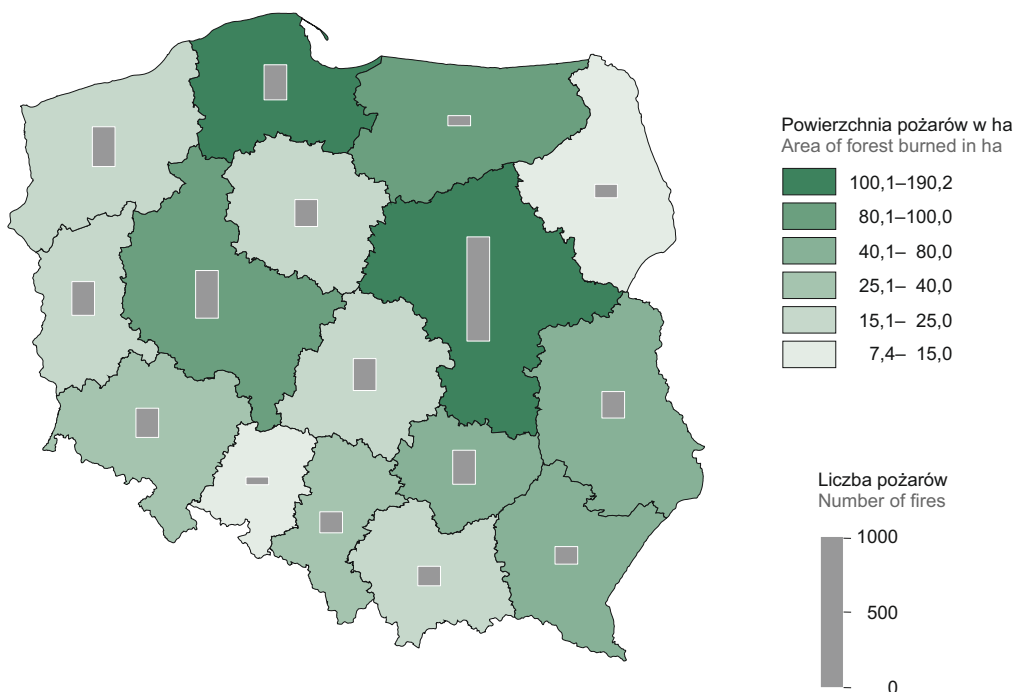 Powierzchnia pożarów w ha
Area of forest burned in ha
100,1–190,2
80,1–100,0
40,1– 80,0
25,1– 40,0
15,1– 25,0
7,4– 15,0
Liczba pożarów
Number of fires
1000
500
0